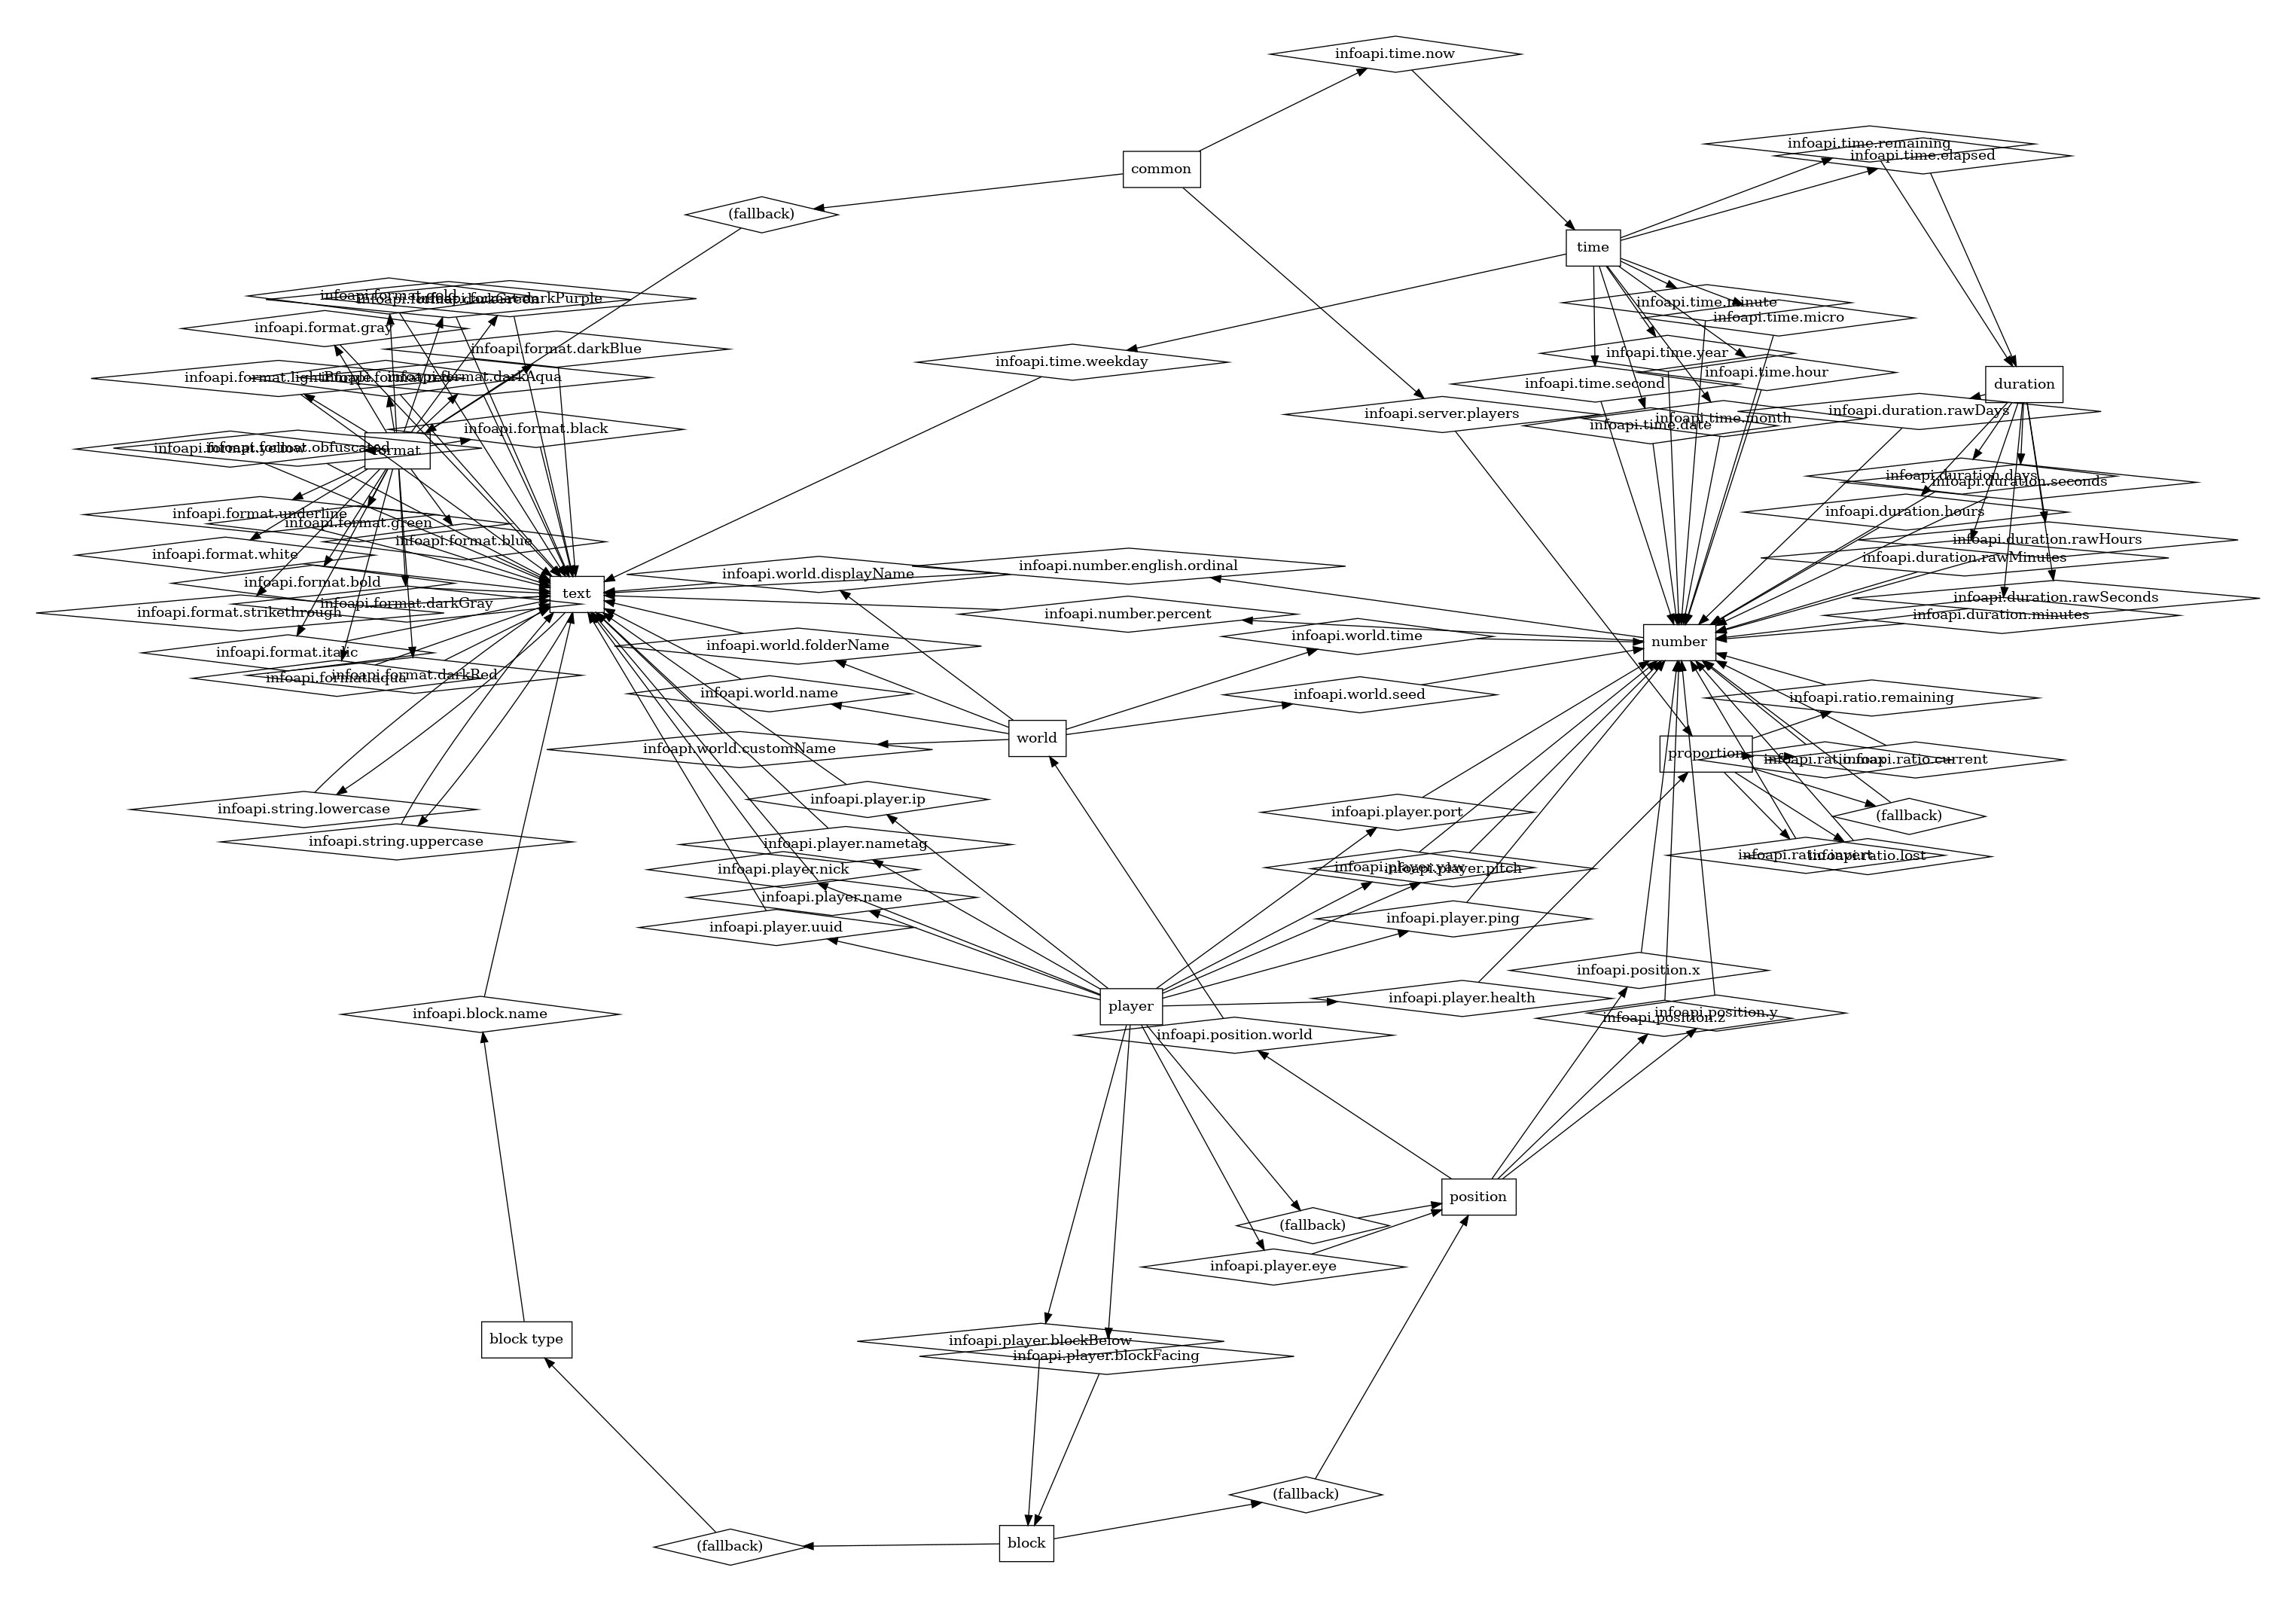 infoapi.time.now
infoapi.time.remaining
infoapi.time.elapsed
common
(fallback)
time
infoapi.format.gold
infoapi.format.darkGreen
infoapi.format.darkPurple
infoapi.time.minute
infoapi.time.micro
infoapi.format.gray
infoapi.format.darkBlue
infoapi.time.year
infoapi.time.weekday
infoapi.time.hour
infoapi.format.lightPurple
infoapi.format.red
infoapi.format.darkAqua
infoapi.time.second
duration
infoapi.server.players
infoapi.duration.rawDays
infoapi.time.month
infoapi.time.date
infoapi.format.black
infoapi.format.yellow
infoapi.format.obfuscated
format
infoapi.duration.days
infoapi.duration.seconds
infoapi.duration.hours
infoapi.format.underline
infoapi.format.green
infoapi.format.blue
infoapi.duration.rawHours
infoapi.format.white
infoapi.duration.rawMinutes
infoapi.number.english.ordinal
infoapi.world.displayName
infoapi.format.bold
text
infoapi.duration.rawSeconds
infoapi.format.darkGray
infoapi.format.strikethrough
infoapi.number.percent
infoapi.duration.minutes
infoapi.world.time
number
infoapi.world.folderName
infoapi.format.italic
infoapi.format.aqua
infoapi.format.darkRed
infoapi.world.name
infoapi.world.seed
infoapi.ratio.remaining
world
infoapi.world.customName
proportion
infoapi.ratio.max
infoapi.ratio.current
infoapi.player.ip
infoapi.string.lowercase
infoapi.player.port
(fallback)
infoapi.string.uppercase
infoapi.player.nametag
infoapi.ratio.invert
infoapi.ratio.lost
infoapi.player.nick
infoapi.player.yaw
infoapi.player.pitch
infoapi.player.name
infoapi.player.ping
infoapi.player.uuid
infoapi.position.x
infoapi.player.health
player
infoapi.block.name
infoapi.position.z
infoapi.position.y
infoapi.position.world
position
(fallback)
infoapi.player.eye
block type
infoapi.player.blockBelow
infoapi.player.blockFacing
(fallback)
block
(fallback)